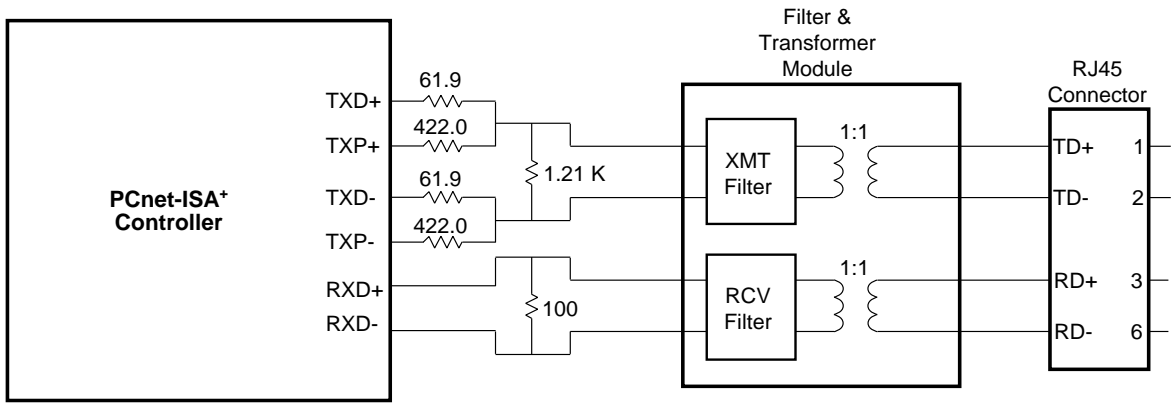 Filter &
Transformer
Module
RJ45
Connector
61.9
TXD+
422.0
TXP+
1.21 K
XMT
Filter
1:1
TD+
1
PCnet-ISA+
Controller
61.9
TXD-
422.0
TXP-
TD-
2
RXD+
100
RXD-
RCV
Filter
1:1
RD+
3
RD-
6